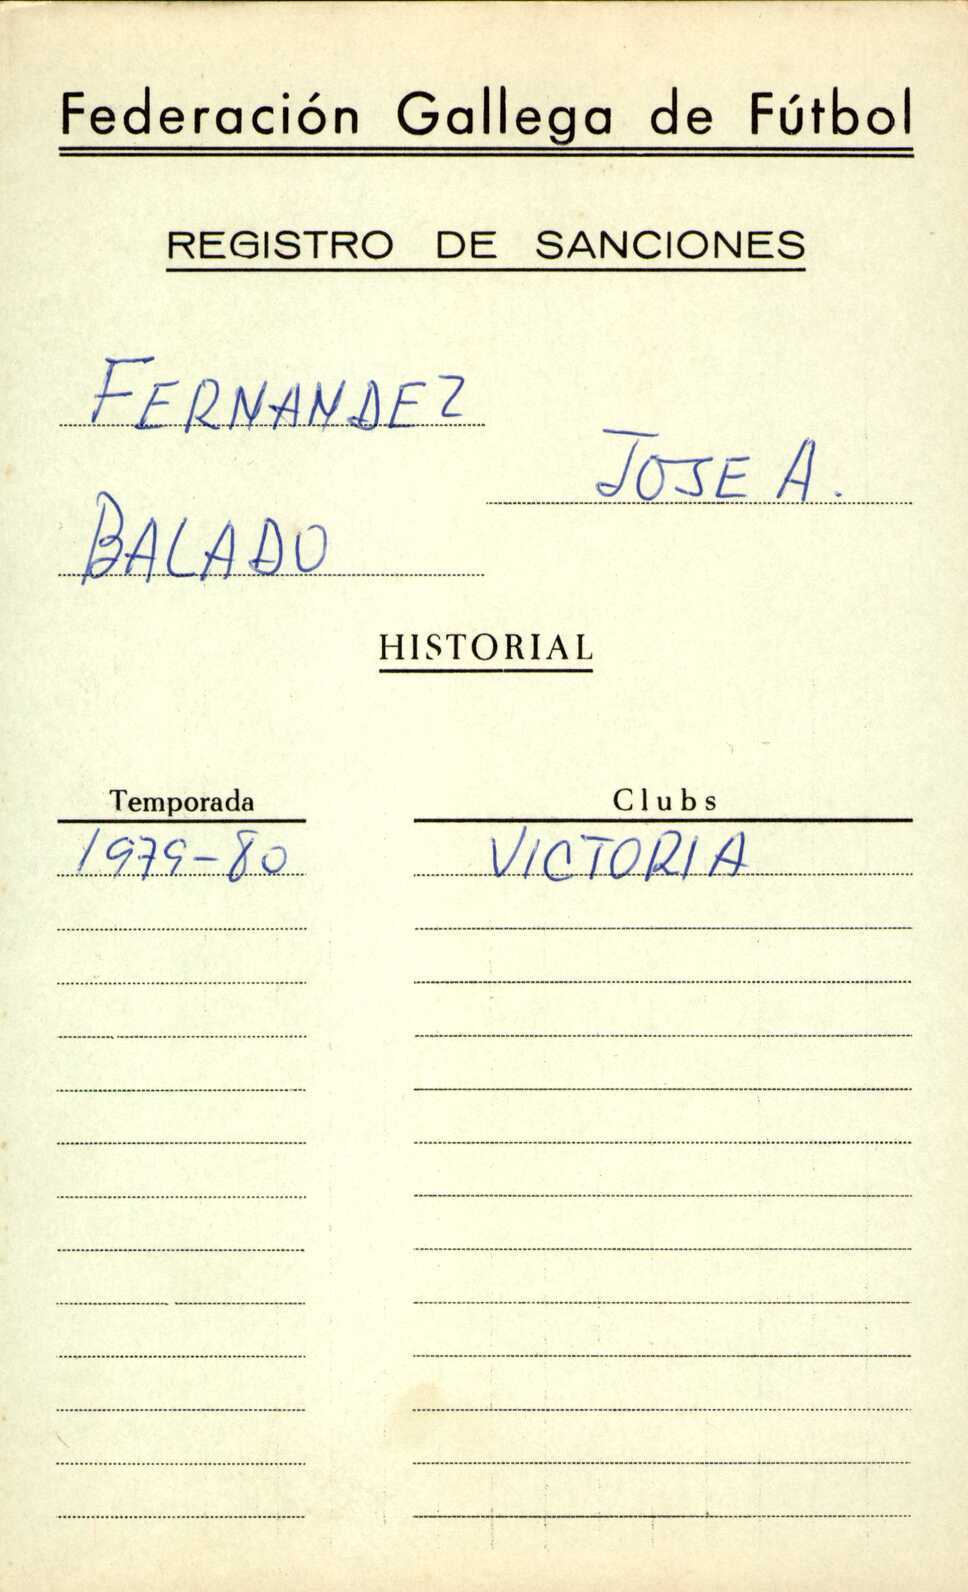 Federación Gallega de Fútbol
REGISTRO DE SANCIONES
FERNANDEZ
JOSE A.
BALADO
HISTORIAL
Temporada Clubs
1979-80 VICTORIA